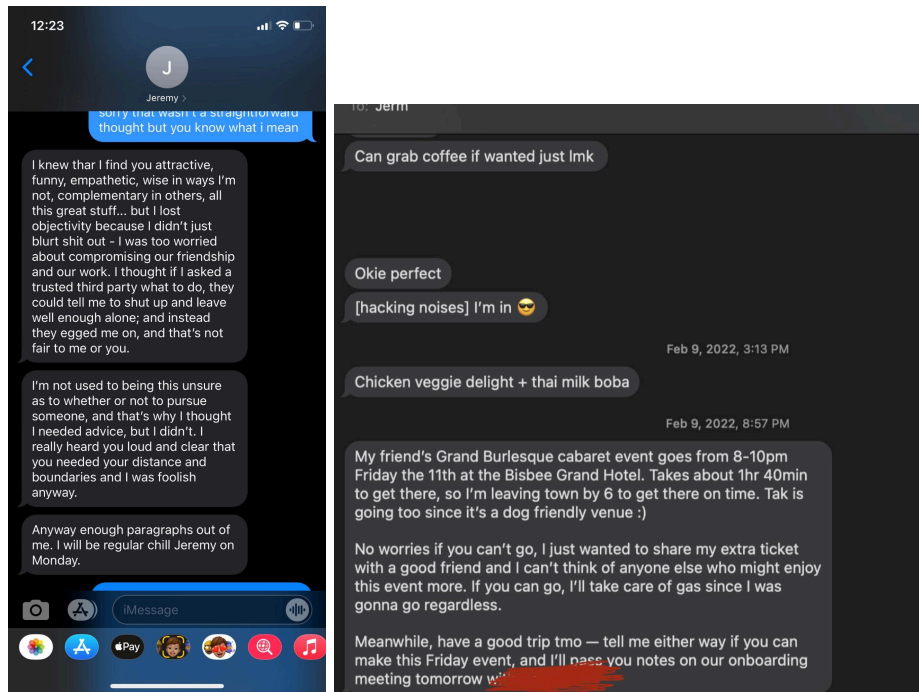 12:23
J
Jeremy >
sorry that wasn't a straightforward
thought but you know what i mean
I knew thar I find you attractive,
funny, empathetic, wise in ways I'm
not, complementary in others, all
this great stuff... but I lost
objectivity because I didn't just
blurt shit out - I was too worried
about compromising our friendship
and our work. I thought if I asked a
trusted third party what to do, they
could tell me to shut up and leave
well enough alone; and instead
they egged me on, and that's not
fair to me or you.
I'm not used to being this unsure
as to whether or not to pursue
someone, and that's why I thought
I needed advice, but I didn't. I
really heard you loud and clear that
you needed your distance and
boundaries and I was foolish
anyway.
Anyway enough paragraphs out of
me. I will be regular chill Jeremy on
Monday.
iMessage
Pay
To: Jerm
Can grab coffee if wanted just lmk
Okie perfect
[hacking noises] I'm in 😎
Feb 9, 2022, 3:13 PM
Chicken veggie delight + thai milk boba
Feb 9, 2022, 8:57 PM
My friend's Grand Burlesque cabaret event goes from 8-10pm
Friday the 11th at the Bisbee Grand Hotel. Takes about 1hr 40min
to get there, so I'm leaving town by 6 to get there on time. Tak is
going too since it's a dog friendly venue :)
No worries if you can't go, I just wanted to share my extra ticket
with a good friend and I can't think of anyone else who might enjoy
this event more. If you can go, I'll take care of gas since I was
gonna go regardless.
Meanwhile, have a good trip tmo — tell me either way if you can
make this Friday event, and I'll pass you notes on our onboarding
meeting tomorrow